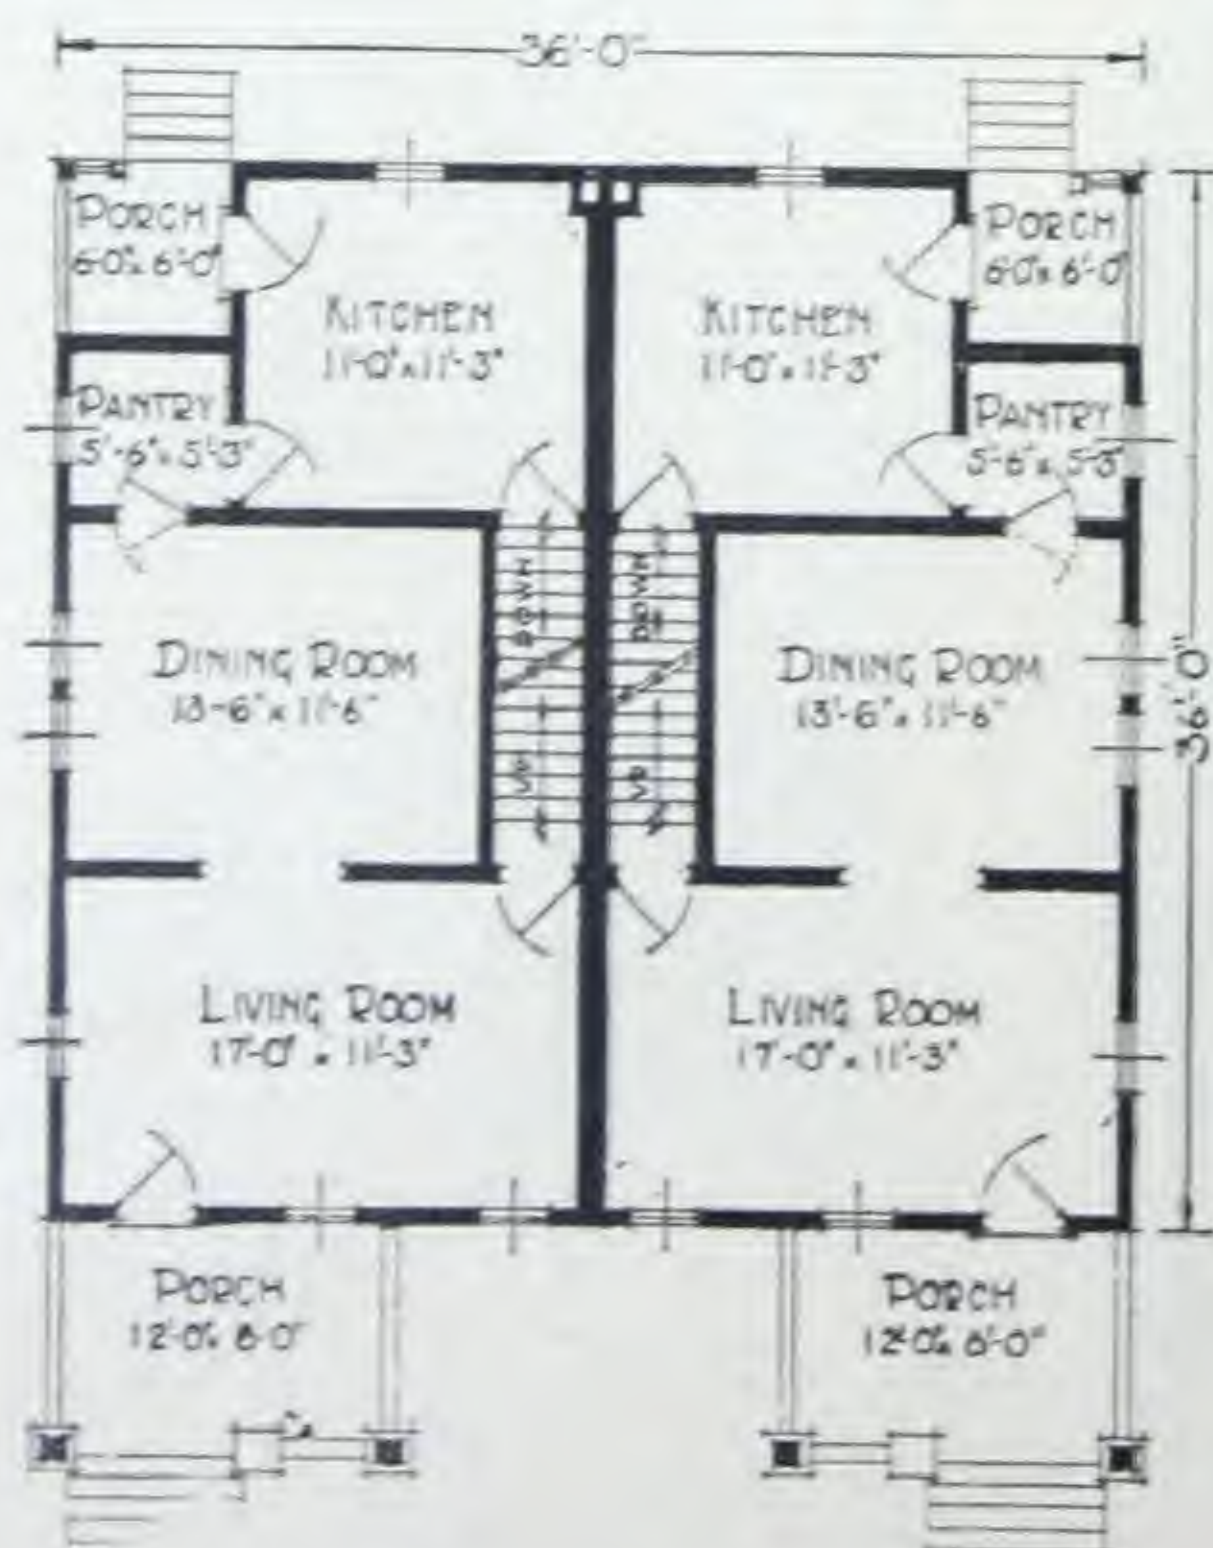 36'-0"
PORCH
6'-0" x 6'-0"
KITCHEN
11'-0" x 11'-3"
KITCHEN
11'-0" x 11'-3"
PORCH
6'-0" x 6'-0"
PANTRY
5'-6" x 5'-3"
PANTRY
5'-6" x 5'-3"
DOWN
DOWN
DINING ROOM
13'-6" x 11'-6"
DINING ROOM
13'-6" x 11'-6"
36'-0"
UP
UP
LIVING ROOM
17'-0" x 11'-3"
LIVING ROOM
17'-0" x 11'-3"
PORCH
12'-0" x 8'-0"
PORCH
12'-0" x 8'-0"